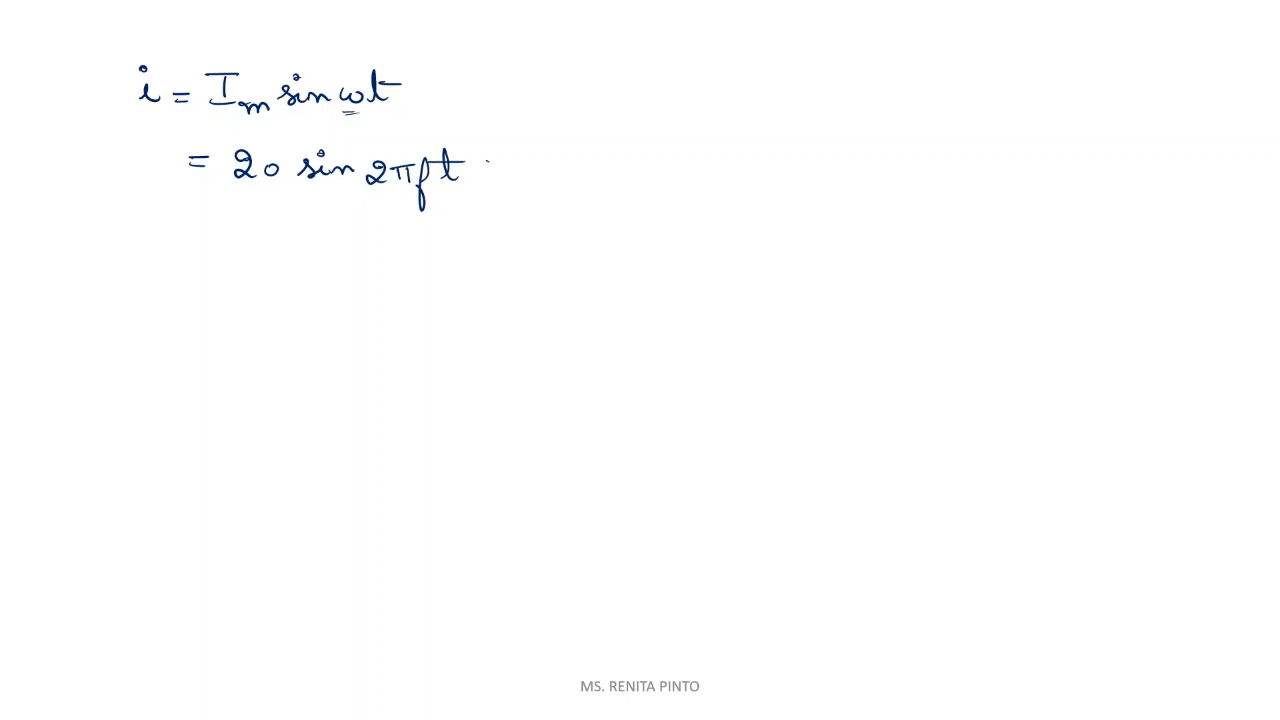 i = Im sin ωt
= 20 sin 2πft
MS. RENITA PINTO